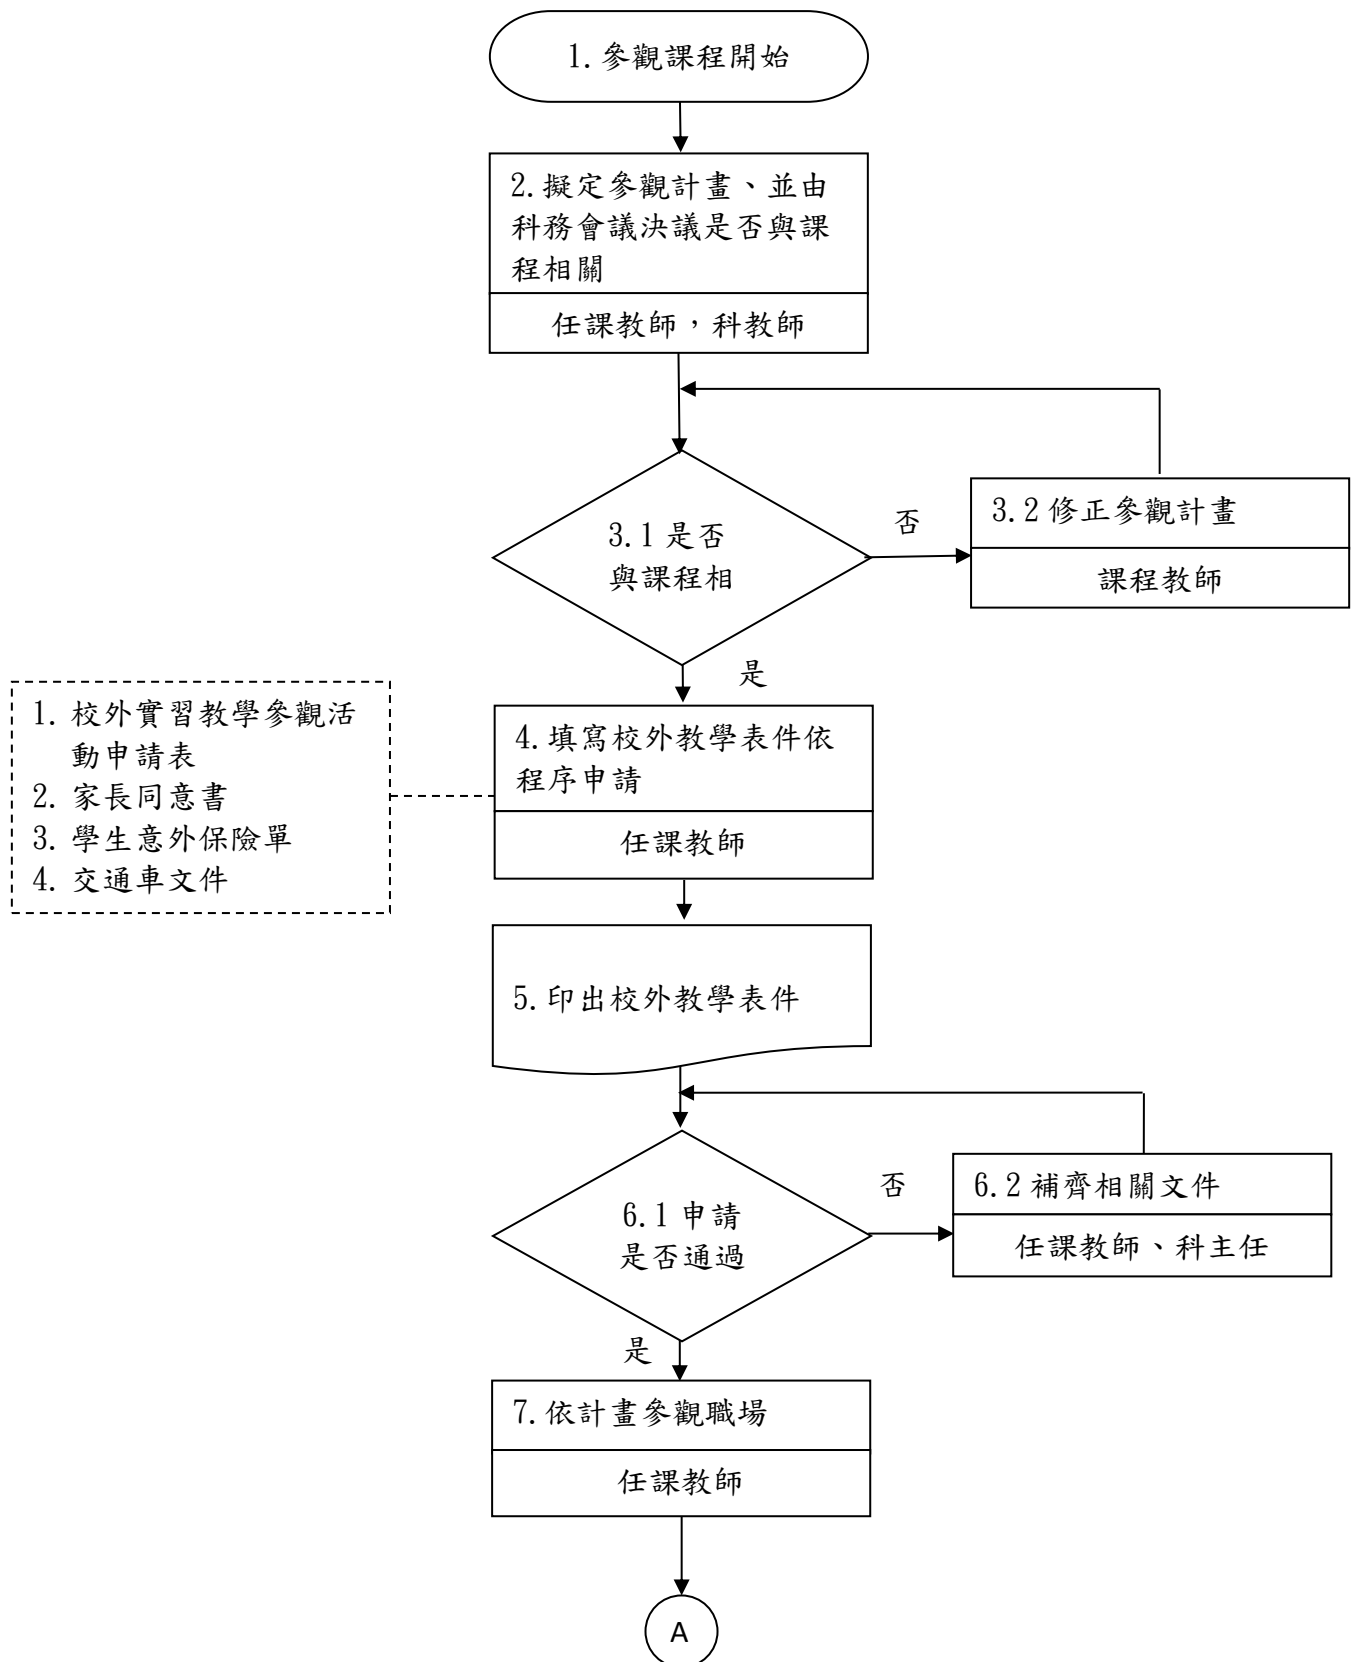 1.參觀課程開始
2.擬定參觀計畫、並由
科務會議決議是否與課
程相關
任課教師，科教師
3.1 是否
與課程相
否
3.2 修正參觀計畫
課程教師
是
1. 校外實習教學參觀活
動申請表
2. 家長同意書
3. 學生意外保險單
4. 交通車文件
4.填寫校外教學表件依
程序申請
任課教師
5.印出校外教學表件
6.1 申請
是否通過
否
6.2 補齊相關文件
任課教師、科主任
是
7.依計畫參觀職場
任課教師
A